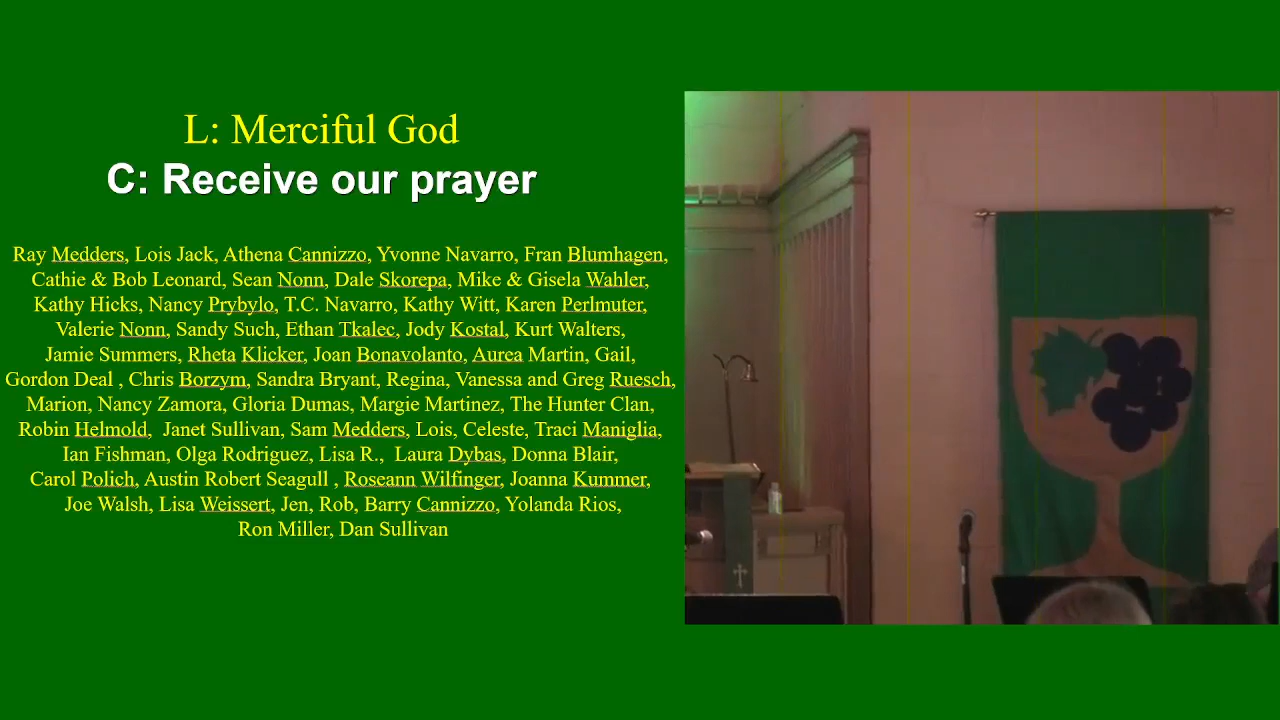 L: Merciful God
C: Receive our prayer
Ray Medders, Lois Jack, Athena Cannizzo, Yvonne Navarro, Fran Blumhagen,
Cathie & Bob Leonard, Sean Nonn, Dale Skorepa, Mike & Gisela Wahler,
Kathy Hicks, Nancy Prybylo, T.C. Navarro, Kathy Witt, Karen Perlmuter,
Valerie Nonn, Sandy Such, Ethan Tkalec, Jody Kostal, Kurt Walters,
Jamie Summers, Rheta Klicker, Joan Bonavolanto, Aurea Martin, Gail,
Gordon Deal , Chris Borzym, Sandra Bryant, Regina, Vanessa and Greg Ruesch,
Marion, Nancy Zamora, Gloria Dumas, Margie Martinez, The Hunter Clan,
Robin Helmold,  Janet Sullivan, Sam Medders, Lois, Celeste, Traci Maniglia,
Ian Fishman, Olga Rodriguez, Lisa R.,  Laura Dybas, Donna Blair,
Carol Polich, Austin Robert Seagull , Roseann Wilfinger, Joanna Kummer,
Joe Walsh, Lisa Weissert, Jen, Rob, Barry Cannizzo, Yolanda Rios,
Ron Miller, Dan Sullivan